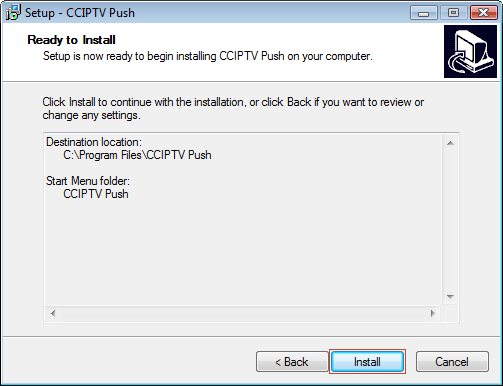 Setup - CCIPTV Push
Ready to Install
Setup is now ready to begin installing CCIPTV Push on your computer.
Click Install to continue with the installation, or click Back if you want to review or
change any settings.
Destination location:
C:\Program Files\CCIPTV Push
Start Menu folder:
CCIPTV Push
< Back
Install
Cancel